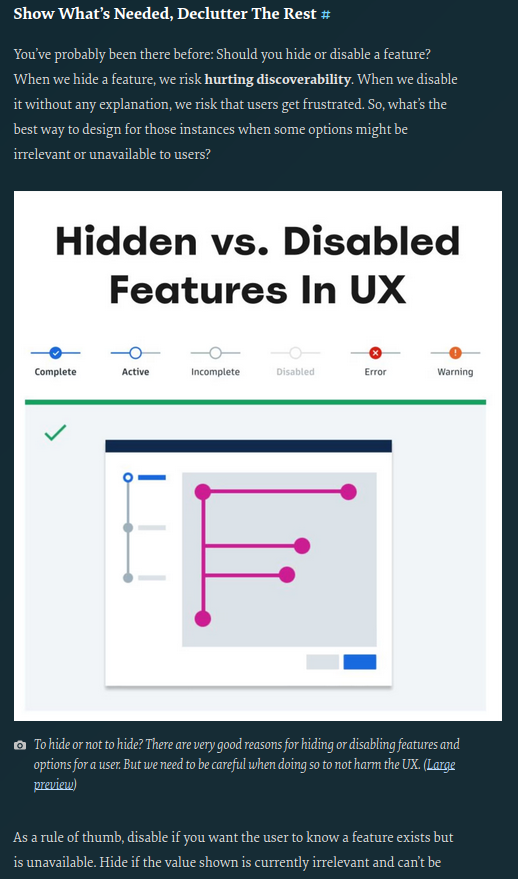 Show What’s Needed, Declutter The Rest #
You’ve probably been there before: Should you hide or disable a feature?
When we hide a feature, we risk hurting discoverability. When we disable
it without any explanation, we risk that users get frustrated. So, what’s the
best way to design for those instances when some options might be
irrelevant or unavailable to users?
Hidden vs. Disabled
Features In UX
Complete Active Incomplete Disabled Error Warning
To hide or not to hide? There are very good reasons for hiding or disabling features and
options for a user. But we need to be careful when doing so to not harm the UX. (Large
preview)
As a rule of thumb, disable if you want the user to know a feature exists but
is unavailable. Hide if the value shown is currently irrelevant and can’t be